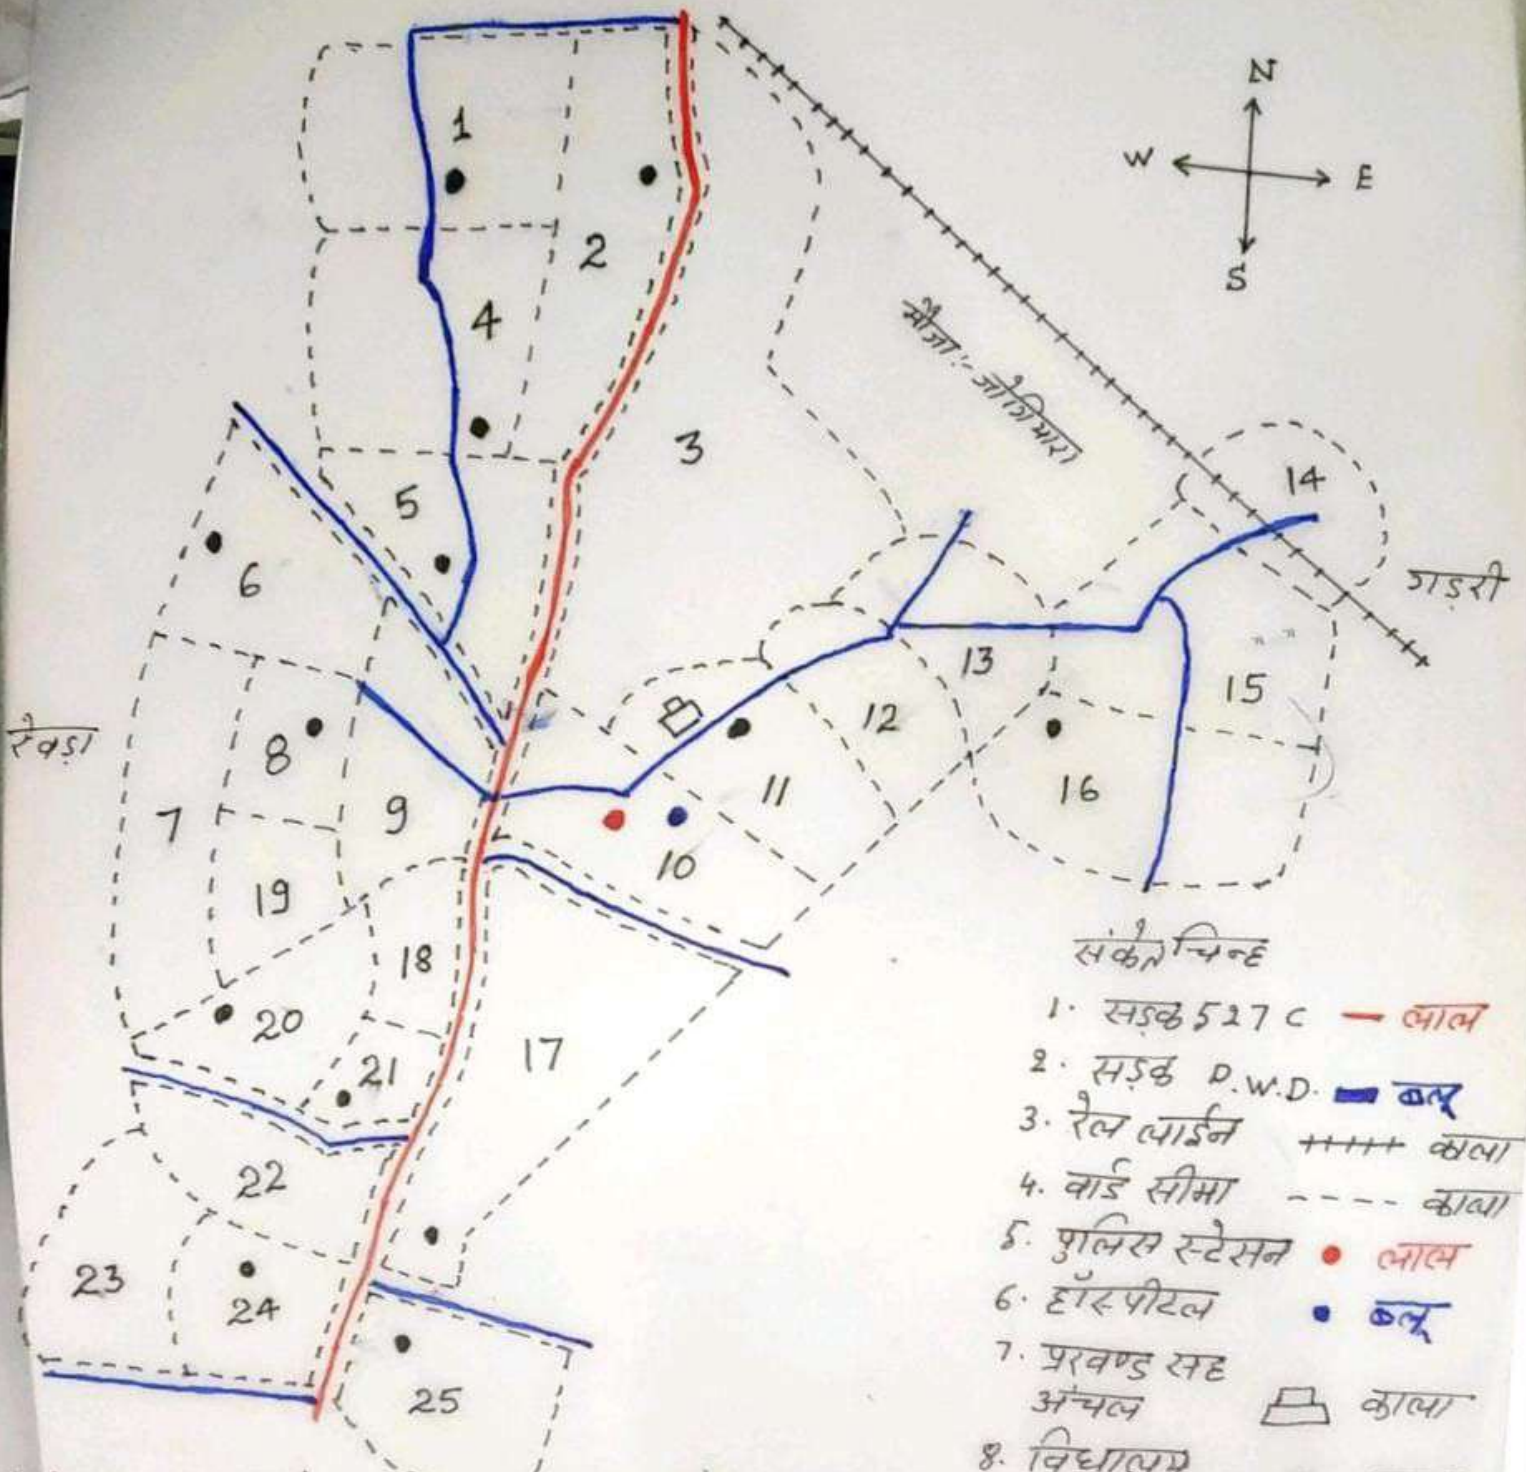 N
W E
S
1
2
4
3
मौजा:- जोगियारा
5
14
6
गड़री
13
15
रेवड़ा
8
12
7
9
11
16
10
19
18
संकेत चिन्ह
20
1. सड़क 527 C — लाल
17
21
2. सड़क P.W.D. ब्लू
3. रेल लाईन काला
22
4. वार्ड सीमा ---- काला
23
5. पुलिस स्टेसन • लाल
24
6. हॉस्पीटल • ब्लू
7. प्रखण्ड सह
अंचल काला
25
8. विद्यालय